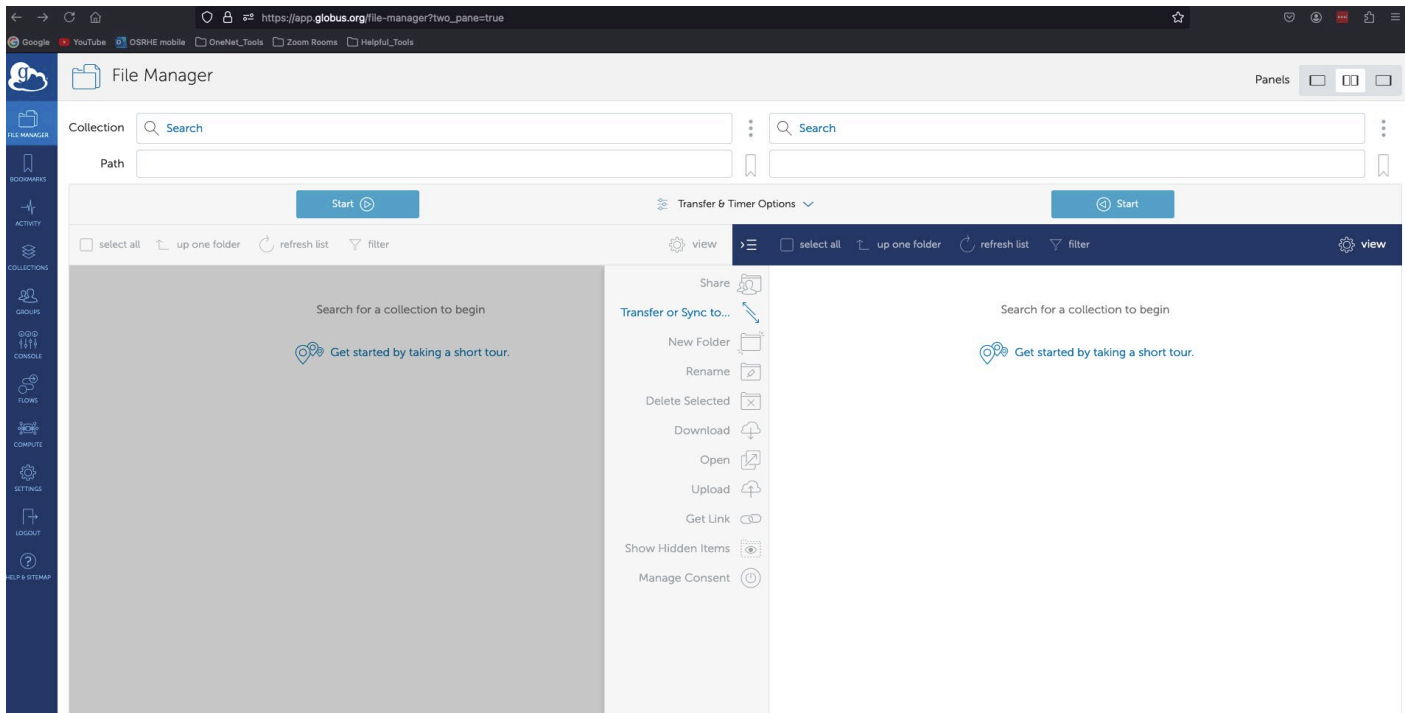 https://app.globus.org/file-manager?two_pane=true
Google YouTube OSRHE mobile OneNet_Tools Zoom Rooms Helpful_Tools
g File Manager Panels
FILE MANAGER
BOOKMARKS
ACTIVITY
COLLECTIONS
GROUPS
CONSOLE
FLOWS
COMPUTE
SETTINGS
LOGOUT
HELP & SITEMAP
Collection Search Search
Path
Start Transfer & Timer Options Start
select all up one folder refresh list filter view select all up one folder refresh list filter view
Search for a collection to begin
Get started by taking a short tour.
Share
Transfer or Sync to...
New Folder
Rename
Delete Selected
Download
Open
Upload
Get Link
Show Hidden Items
Manage Consent
Search for a collection to begin
Get started by taking a short tour.